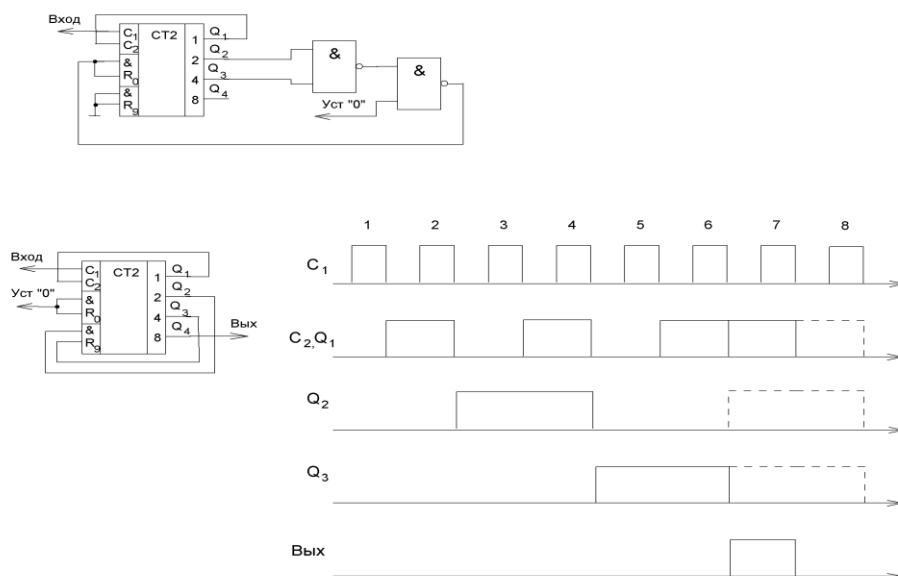 Вход
C1 CT2 1 Q1
C2 Q2
& 2 &
R0 4 Q3 &
& 8 Q4 Уст "0"
R9
1 2 3 4 5 6 7 8
C1
Вход C1 CT2 1 Q1
C2 Q2
Уст "0" & 2
R0 4 Q3
& 8 Q4 Вых
R9
C2,Q1
Q2
Q3
Вых